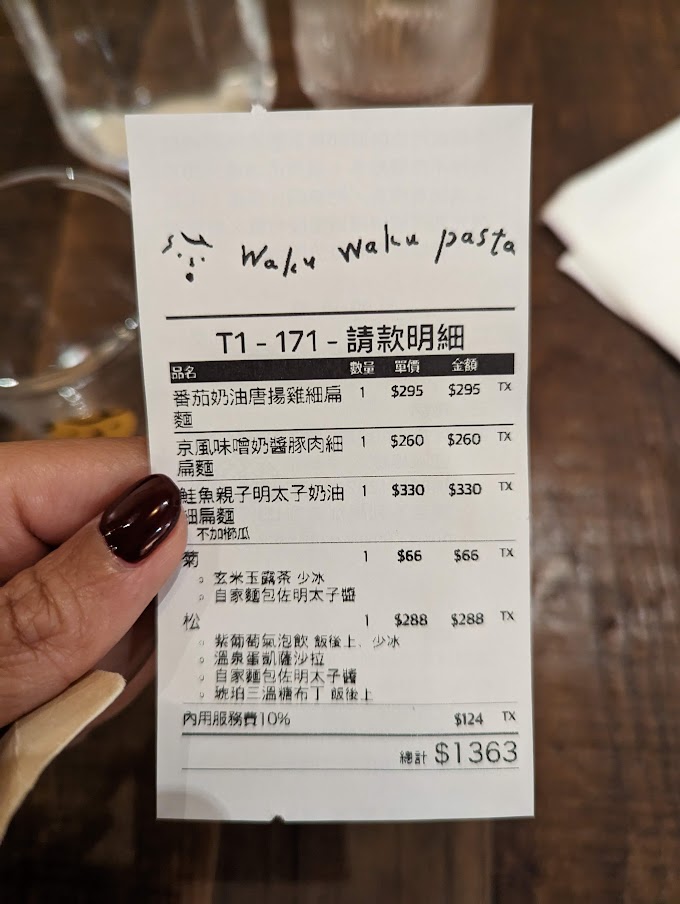 Waku Waku pasta
T1 - 171 - 請款明細
品名 數量 單價 金額
番茄奶油唐揚雞細扁 1 $295 $295 TX
麵
京風味噌奶醬豚肉細 1 $260 $260 TX
扁麵
鮭魚親子明太子奶油 1 $330 $330 TX
細扁麵
不加櫛瓜
菊 1 $66 $66 TX
。玄米玉露茶 少冰
。自家麵包佐明太子醬
松 1 $288 $288 TX
。紫葡萄氣泡飲 飯後上、少冰
。溫泉蛋凱薩沙拉
。自家麵包佐明太子醬
。琥珀三溫糖布丁 飯後上
內用服務費10% $124 TX
總計 $1363